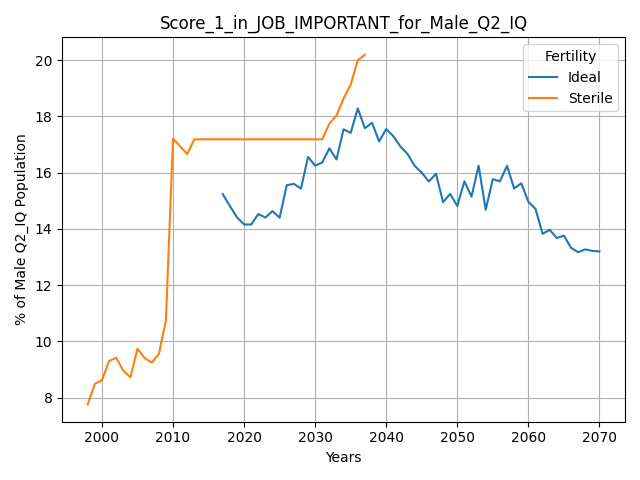 Score_1_in_JOB_IMPORTANT_for_Male_Q2_IQ
% of Male Q2_IQ Population
20
18
16
14
12
10
8
Fertility
Ideal
Sterile
2000 2010 2020 2030 2040 2050 2060 2070
Years